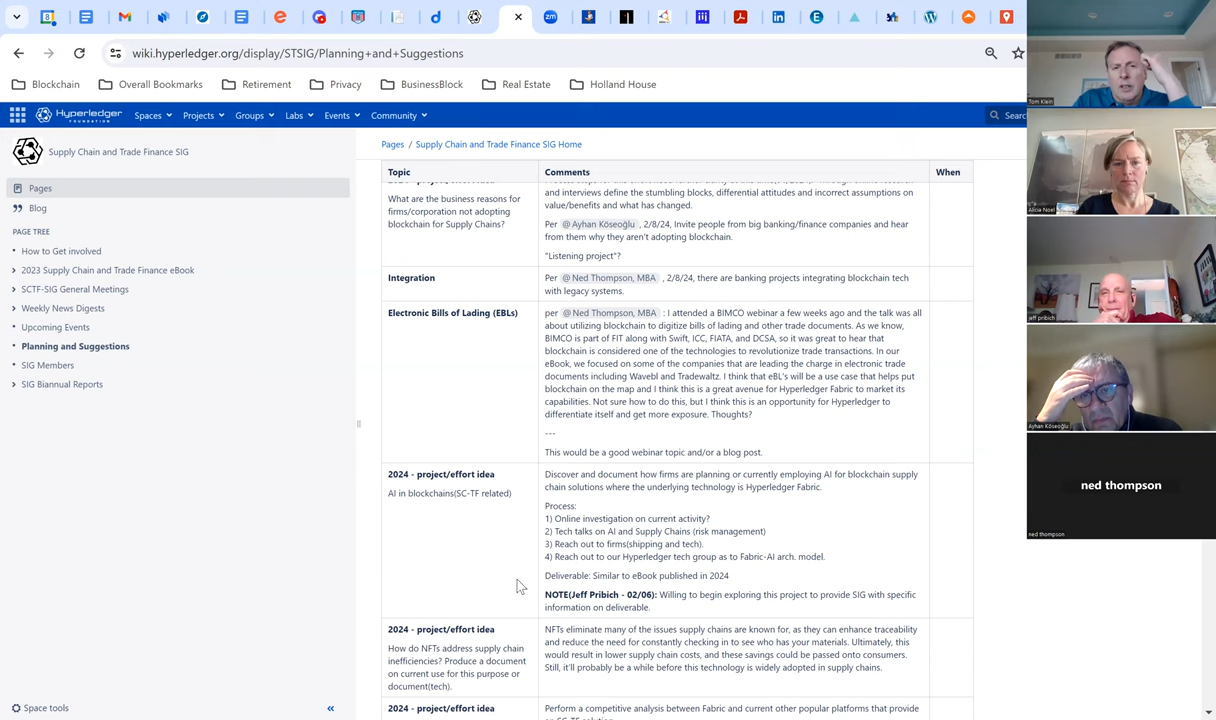 wiki.hyperledger.org/display/STSIG/Planning+and+Suggestions
Blockchain
Overall Bookmarks
Retirement
Privacy
BusinessBlock
Real Estate
Holland House
HYPERLEDGER
FOUNDATION
Spaces
Projects
Groups
Labs
Events
Community
Supply Chain and Trade Finance SIG
Pages
Blog
PAGE TREE
How to Get involved
2023 Supply Chain and Trade Finance eBook
SCTF-SIG General Meetings
Weekly News Digests
Upcoming Events
Planning and Suggestions
SIG Members
SIG Biannual Reports
Space tools
Pages / Supply Chain and Trade Finance SIG Home
Topic
Comments
When
What are the business reasons for
firms/corporation not adopting
blockchain for Supply Chains?
and interviews define the stumbling blocks, differential attitudes and incorrect assumptions on
value/benefits and what has changed.
Per @Ayhan Köseoğlu , 2/8/24, Invite people from big banking/finance companies and hear
from them why they aren't adopting blockchain.
"Listening project"?
Integration
Per @Ned Thompson, MBA , 2/8/24, there are banking projects integrating blockchain tech
with legacy systems.
Electronic Bills of Lading (EBLs)
per @Ned Thompson, MBA : I attended a BIMCO webinar a few weeks ago and the talk was all
about utilizing blockchain to digitize bills of lading and other trade documents. As we know,
BIMCO is part of FIT along with Swift, ICC, FIATA, and DCSA, so it was great to hear that
blockchain is considered one of the technologies to revolutionize trade transactions. In our
eBook, we focused on some of the companies that are leading the charge in electronic trade
documents including Wavebl and Tradewaltz. I think that eBL's will be a use case that helps put
blockchain on the map and I think this is a great avenue for Hyperledger Fabric to market its
capabilities. Not sure how to do this, but I think this is an opportunity for Hyperledger to
differentiate itself and get more exposure. Thoughts?
---
This would be a good webinar topic and/or a blog post.
2024 - project/effort idea
AI in blockchains(SC-TF related)
Discover and document how firms are planning or currently employing AI for blockchain supply
chain solutions where the underlying technology is Hyperledger Fabric.
Process:
1) Online investigation on current activity?
2) Tech talks on AI and Supply Chains (risk management)
3) Reach out to firms(shipping and tech).
4) Reach out to our Hyperledger tech group as to Fabric-AI arch. model.
Deliverable: Similar to eBook published in 2024
NOTE(Jeff Pribich - 02/06): Willing to begin exploring this project to provide SIG with specific
information on deliverable.
2024 - project/effort idea
How do NFTs address supply chain
inefficiencies? Produce a document
on current use for this purpose or
document(tech).
NFTs eliminate many of the issues supply chains are known for, as they can enhance traceability
and reduce the need for constantly checking in to see who has your materials. Ultimately, this
would result in lower supply chain costs, and these savings could be passed onto consumers.
Still, it'll probably be a while before this technology is widely adopted in supply chains.
2024 - project/effort idea
Perform a competitive analysis between Fabric and current other popular platforms that provide
Tom Klein
Alicia Noel
jeff pribich
Ayhan Köseoğlu
ned thompson
ned thompson